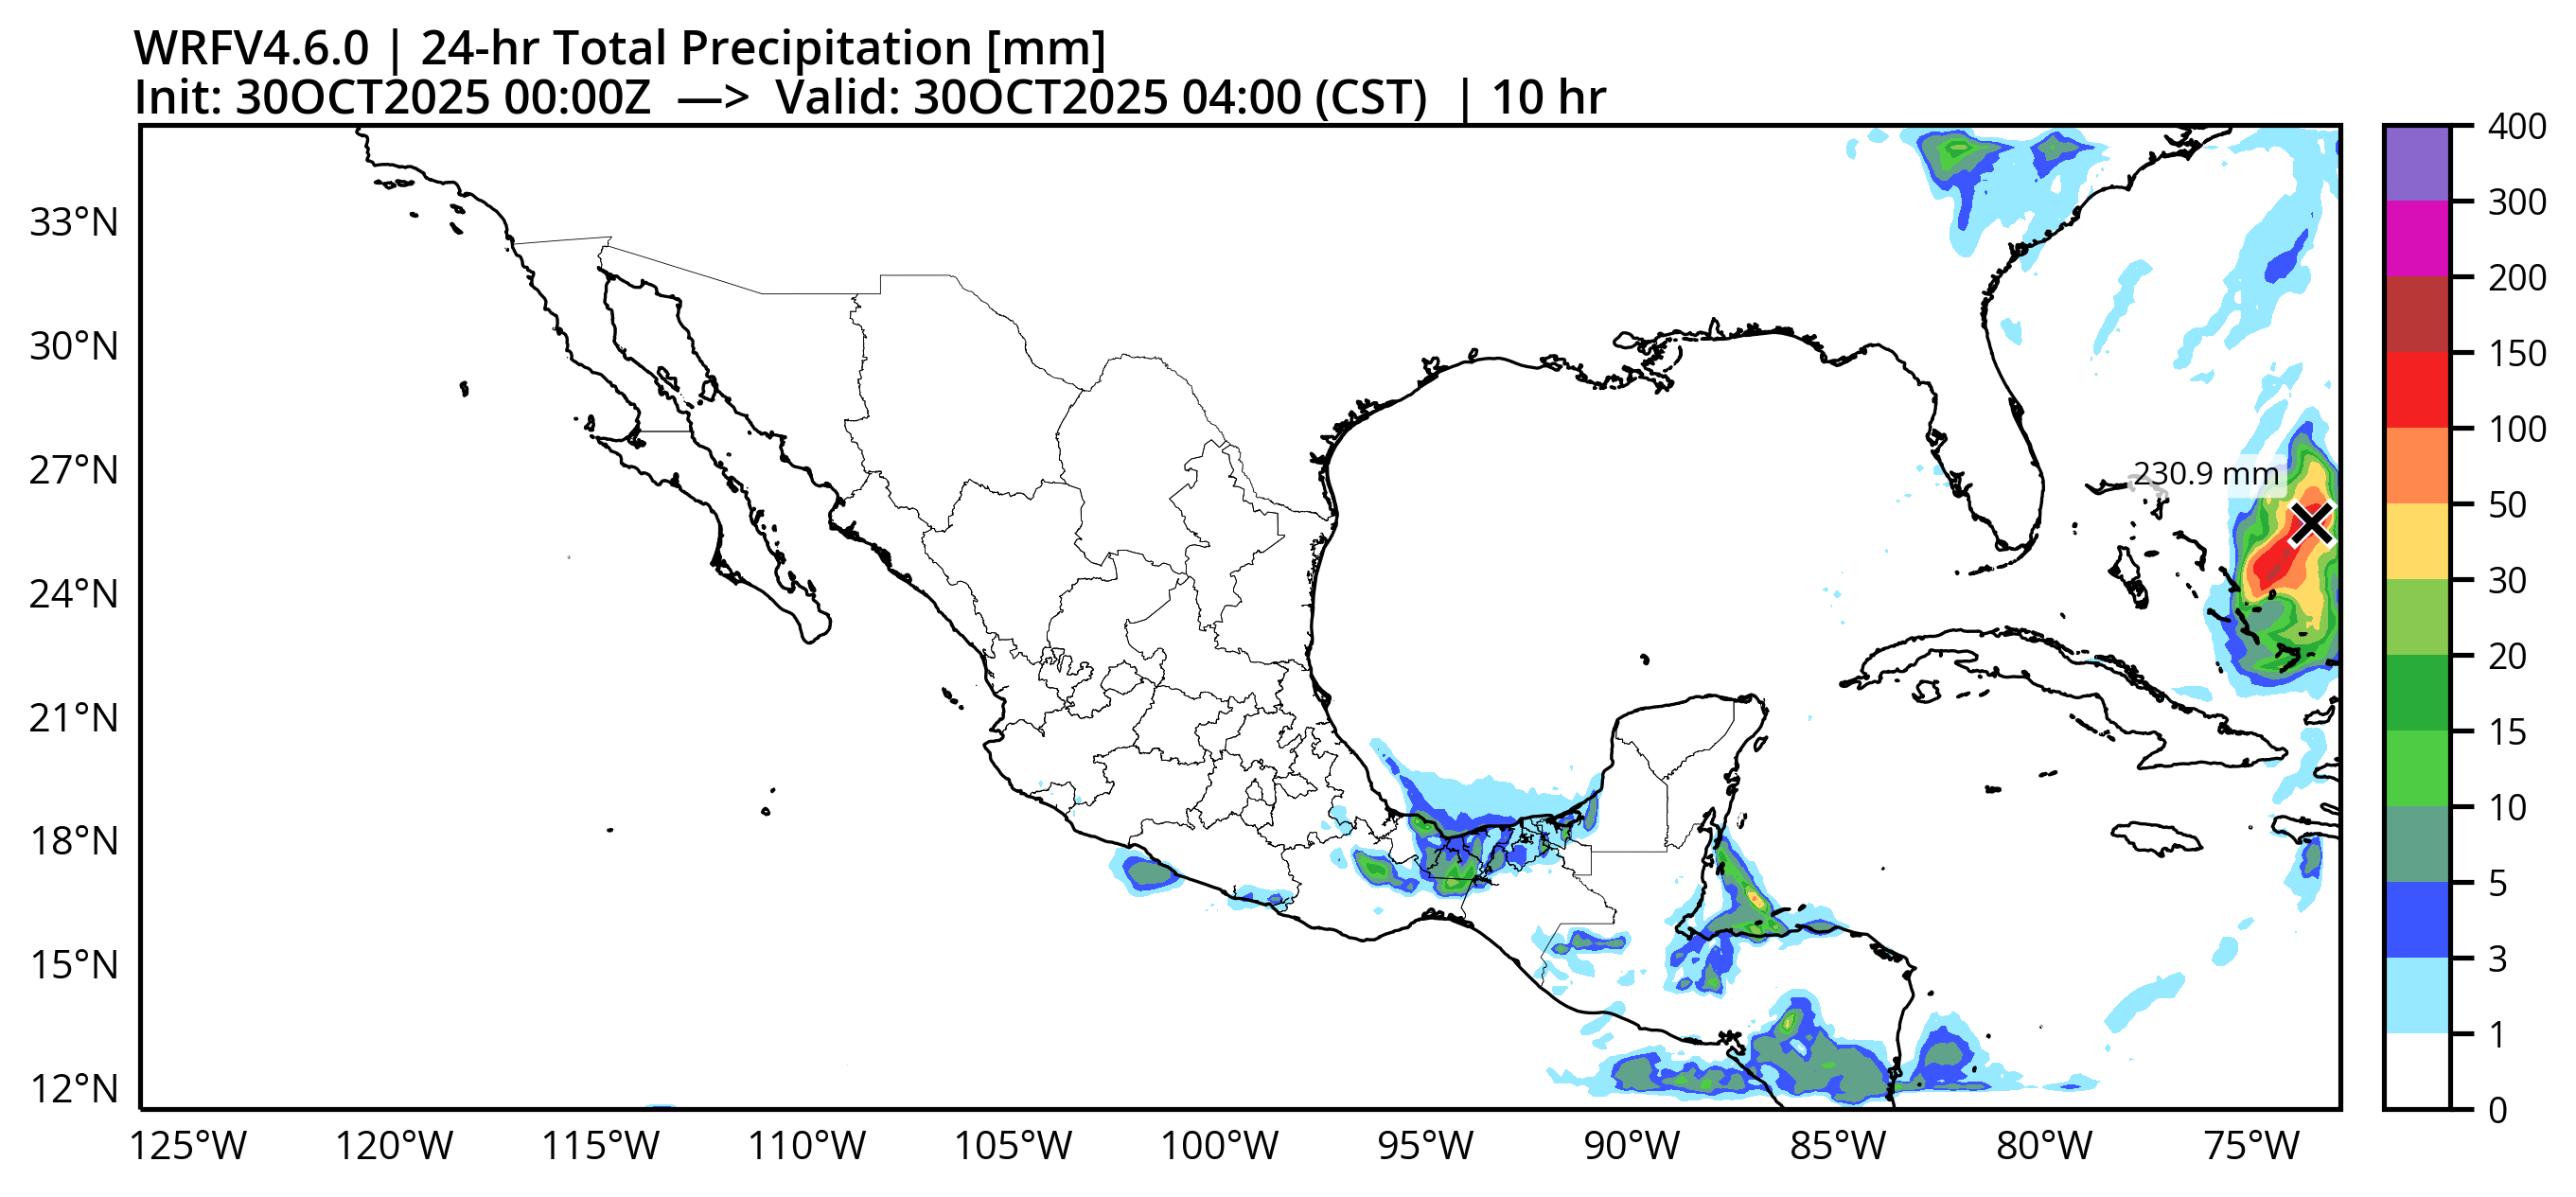 WRFV4.6.0 | 24-hr Total Precipitation [mm]
Init: 30OCT2025 00:00Z —> Valid: 30OCT2025 04:00 (CST) | 10 hr
33°N
30°N
27°N
24°N
21°N
18°N
15°N
12°N
230.9 mm
125°W
120°W
115°W
110°W
105°W
100°W
95°W
90°W
85°W
80°W
75°W
400
300
200
150
100
50
30
20
15
10
5
3
1
0